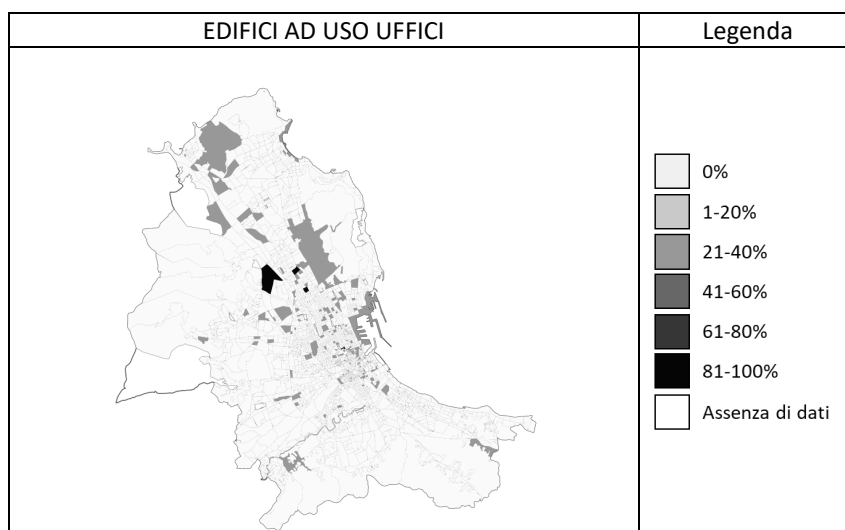 EDIFICI AD USO UFFICI
Legenda
0%
1-20%
21-40%
41-60%
61-80%
81-100%
Assenza di dati